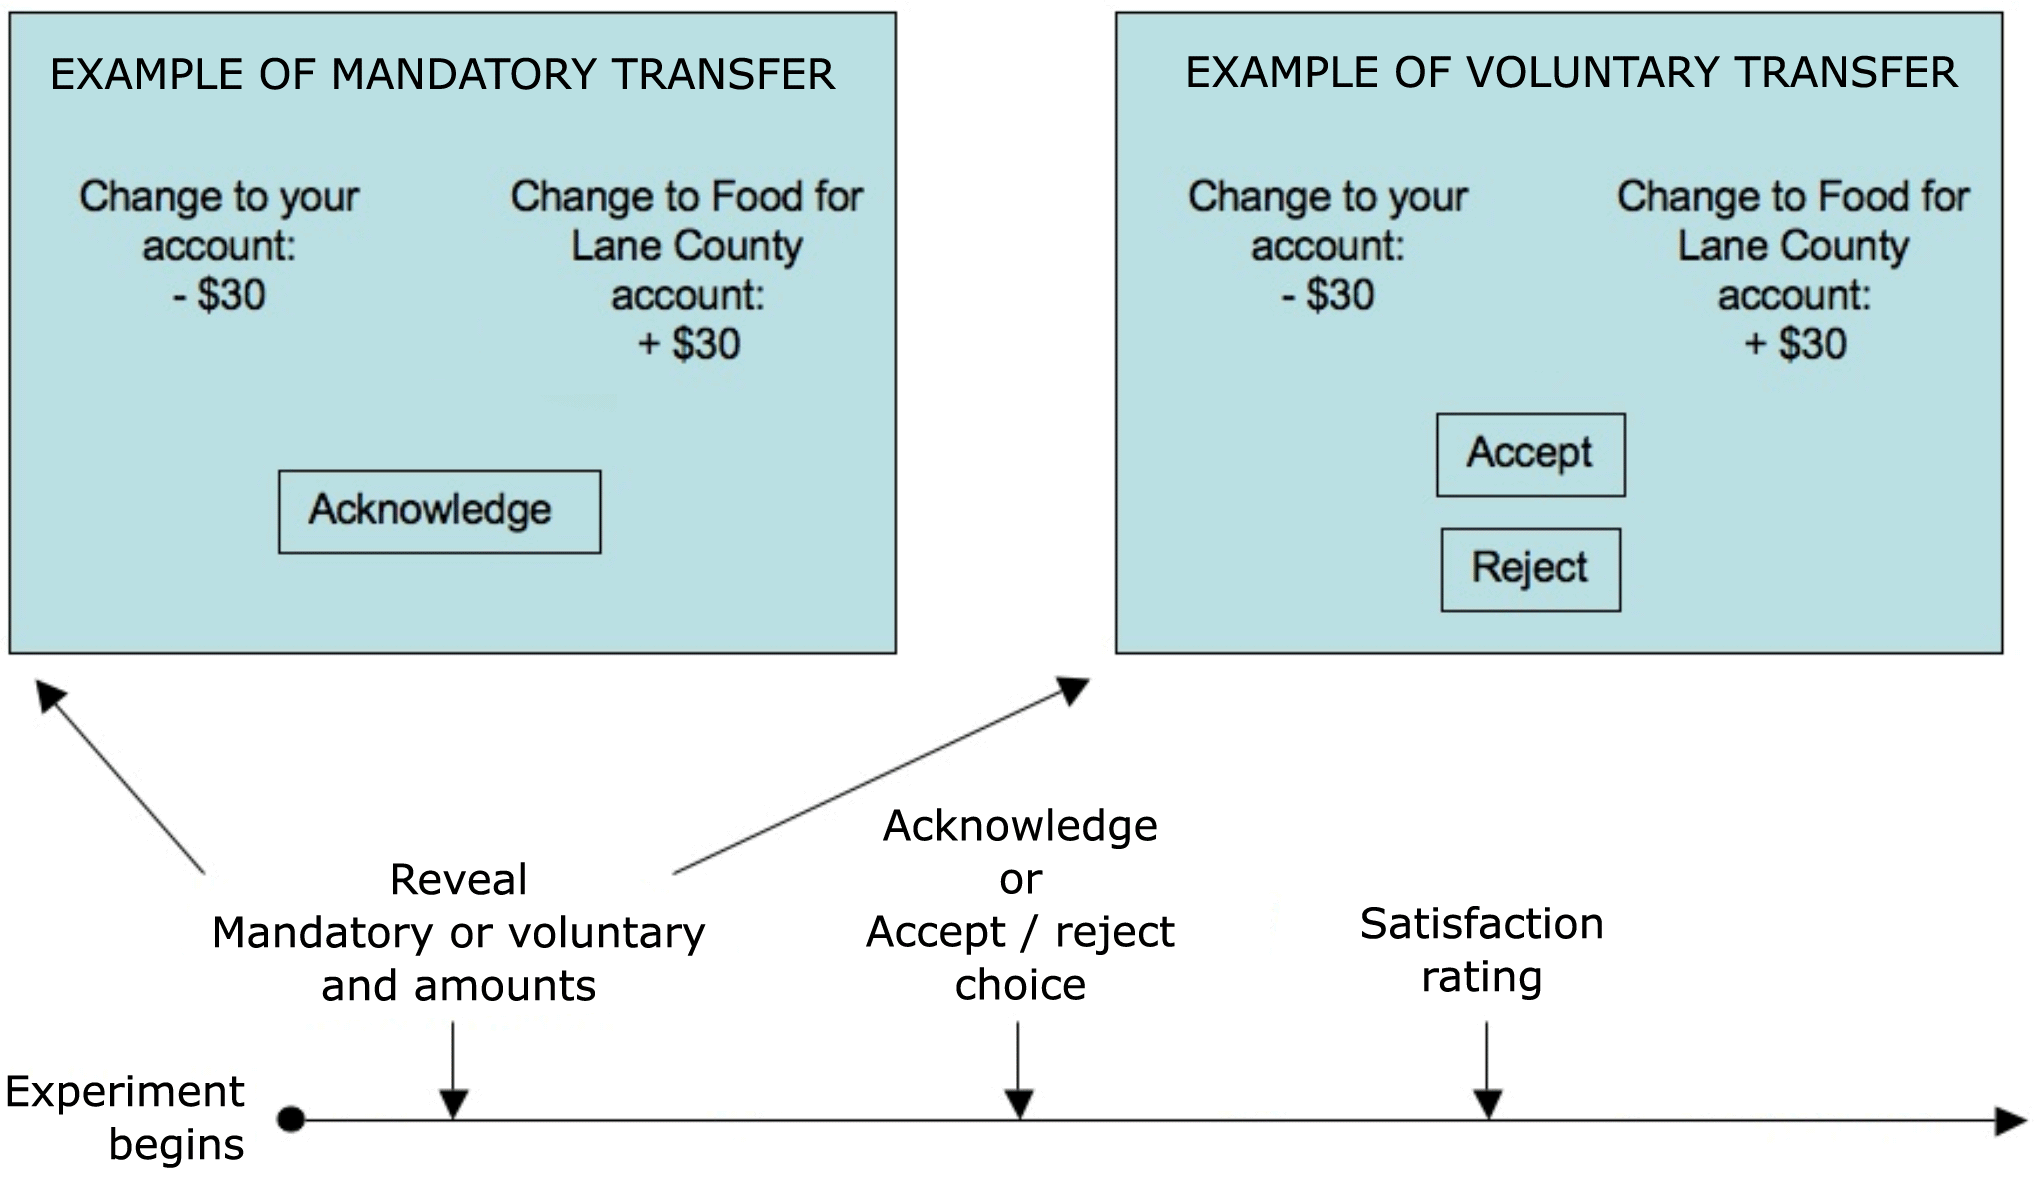 EXAMPLE OF MANDATORY TRANSFER
Change to your
account:
- $30
Change to Food for
Lane County
account:
+ $30
Acknowledge
EXAMPLE OF VOLUNTARY TRANSFER
Change to your
account:
- $30
Change to Food for
Lane County
account:
+ $30
Accept
Reject
Reveal
Mandatory or voluntary
and amounts
Acknowledge
or
Accept / reject
choice
Satisfaction
rating
Experiment
begins